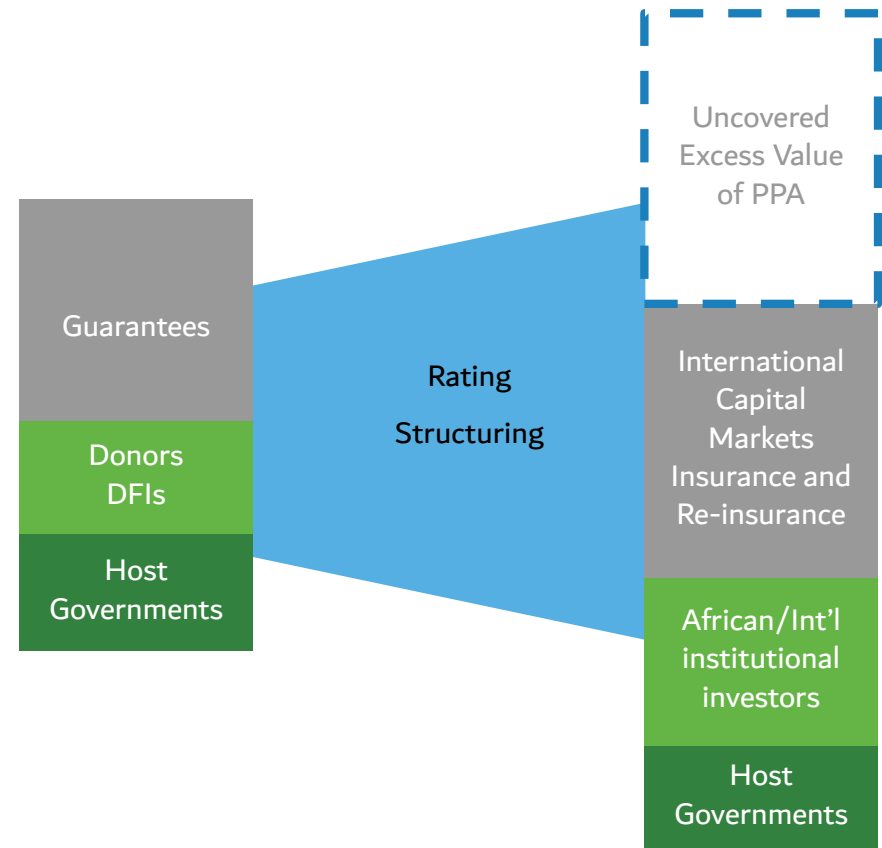 Guarantees
Donors
DFIs
Host
Governments
Rating
Structuring
Uncovered
Excess Value
of PPA
International
Capital
Markets
Insurance and
Re-insurance
African/Int’l
institutional
investors
Host
Governments